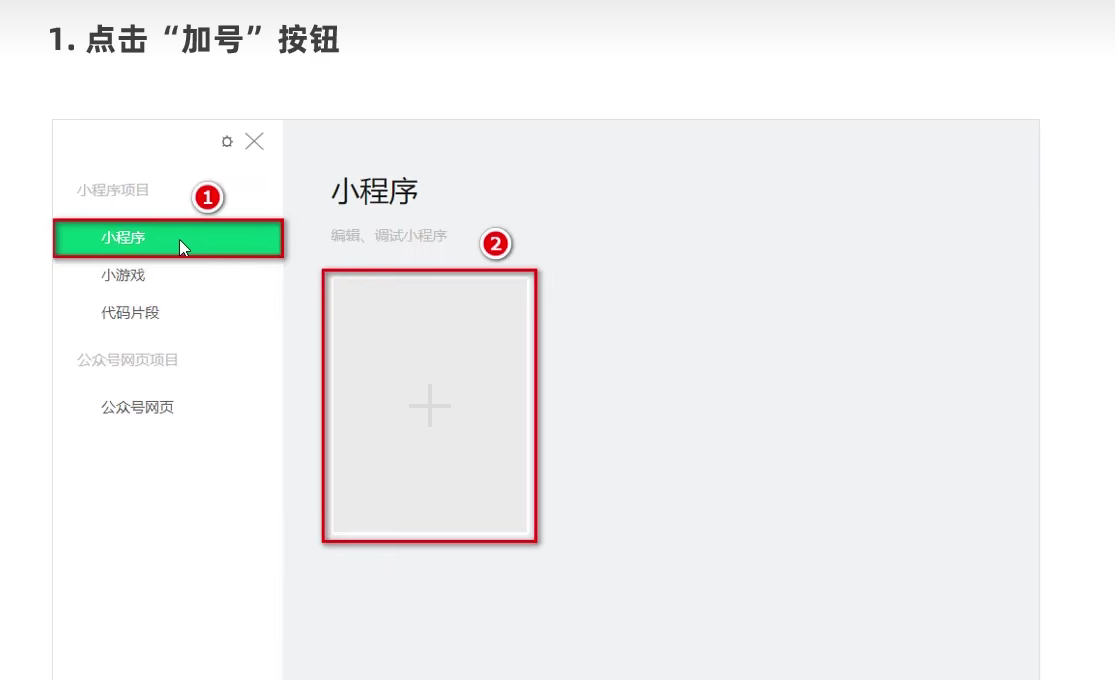 1. 点击“加号”按钮
小程序项目
1
小程序
小游戏
代码片段
公众号网页项目
公众号网页
小程序
编辑、调试小程序
2